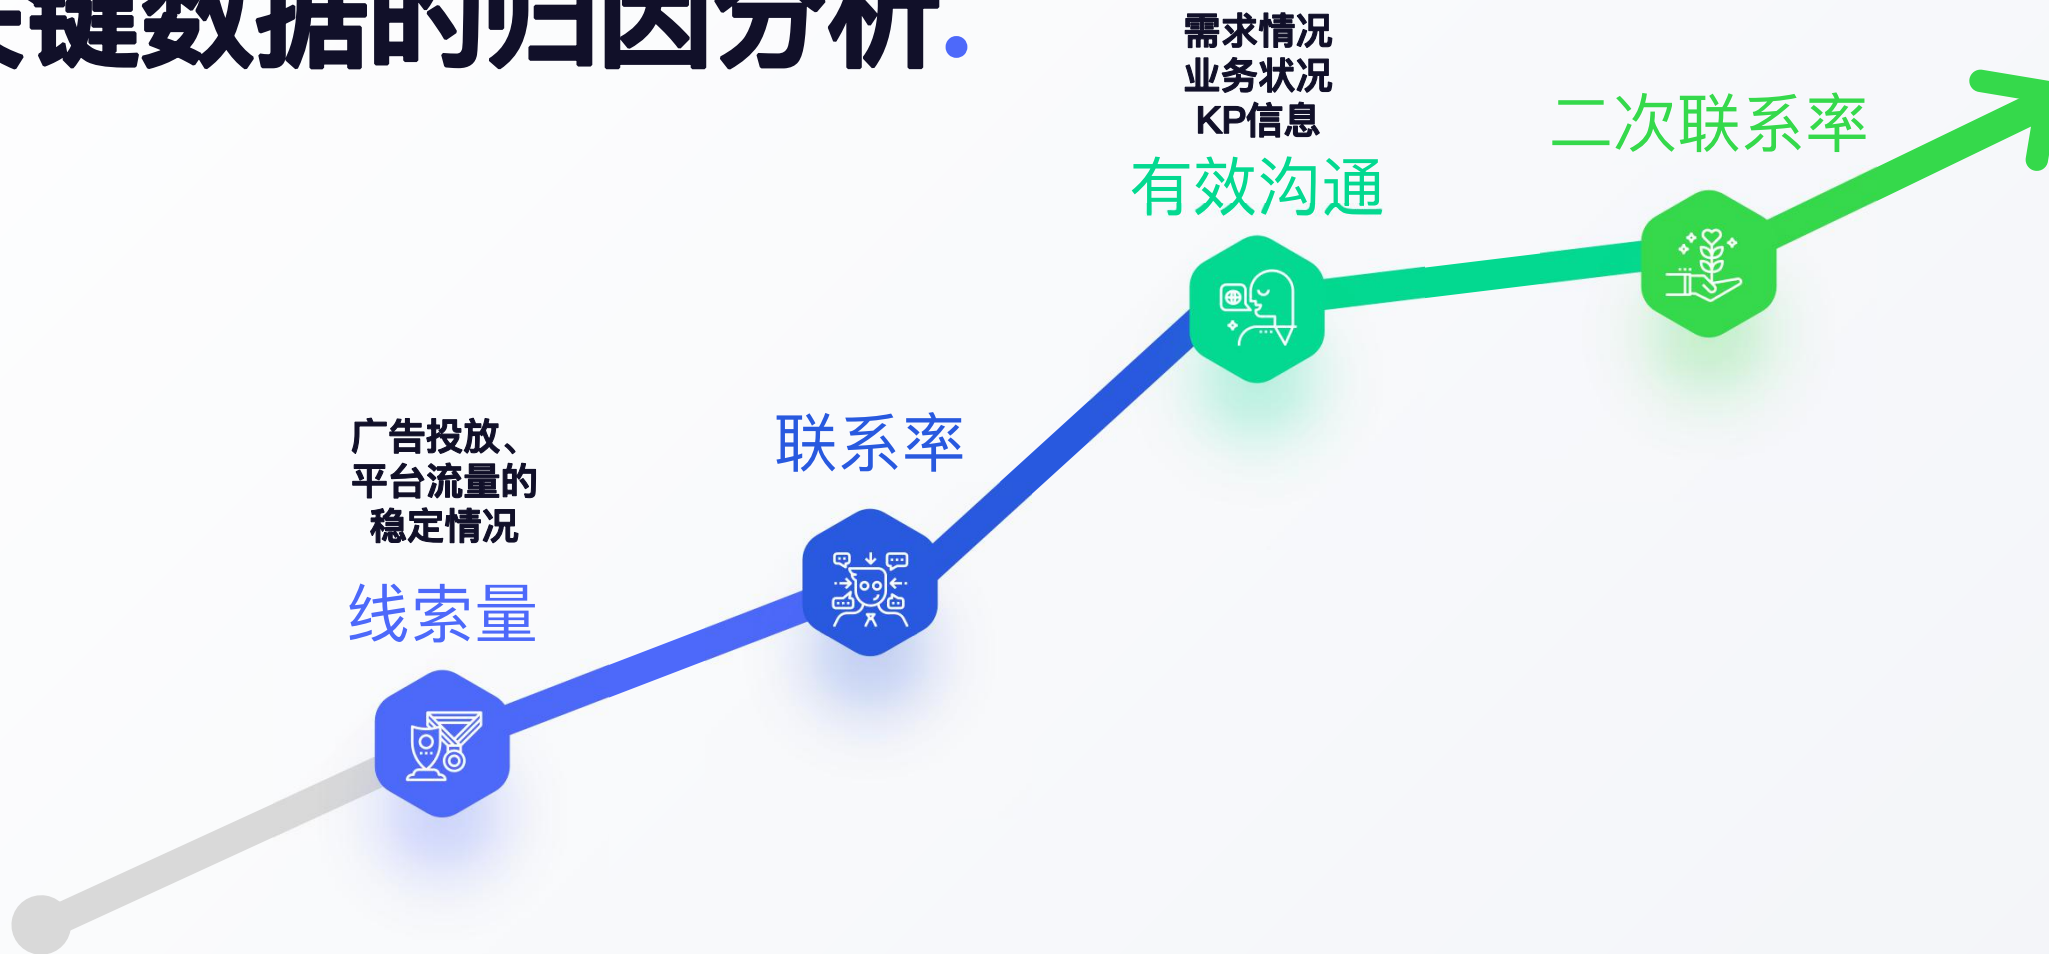 键数据的归因分析.
需求情况
业务状况
KP信息
有效沟通
二次联系率
广告投放、
平台流量的
稳定情况
线索量
联系率